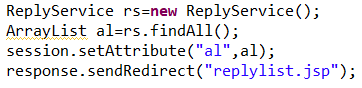 ReplyService rs=new ReplyService();
ArrayList al=rs.findAll();
session.setAttribute("al",al);
response.sendRedirect("replylist.jsp");